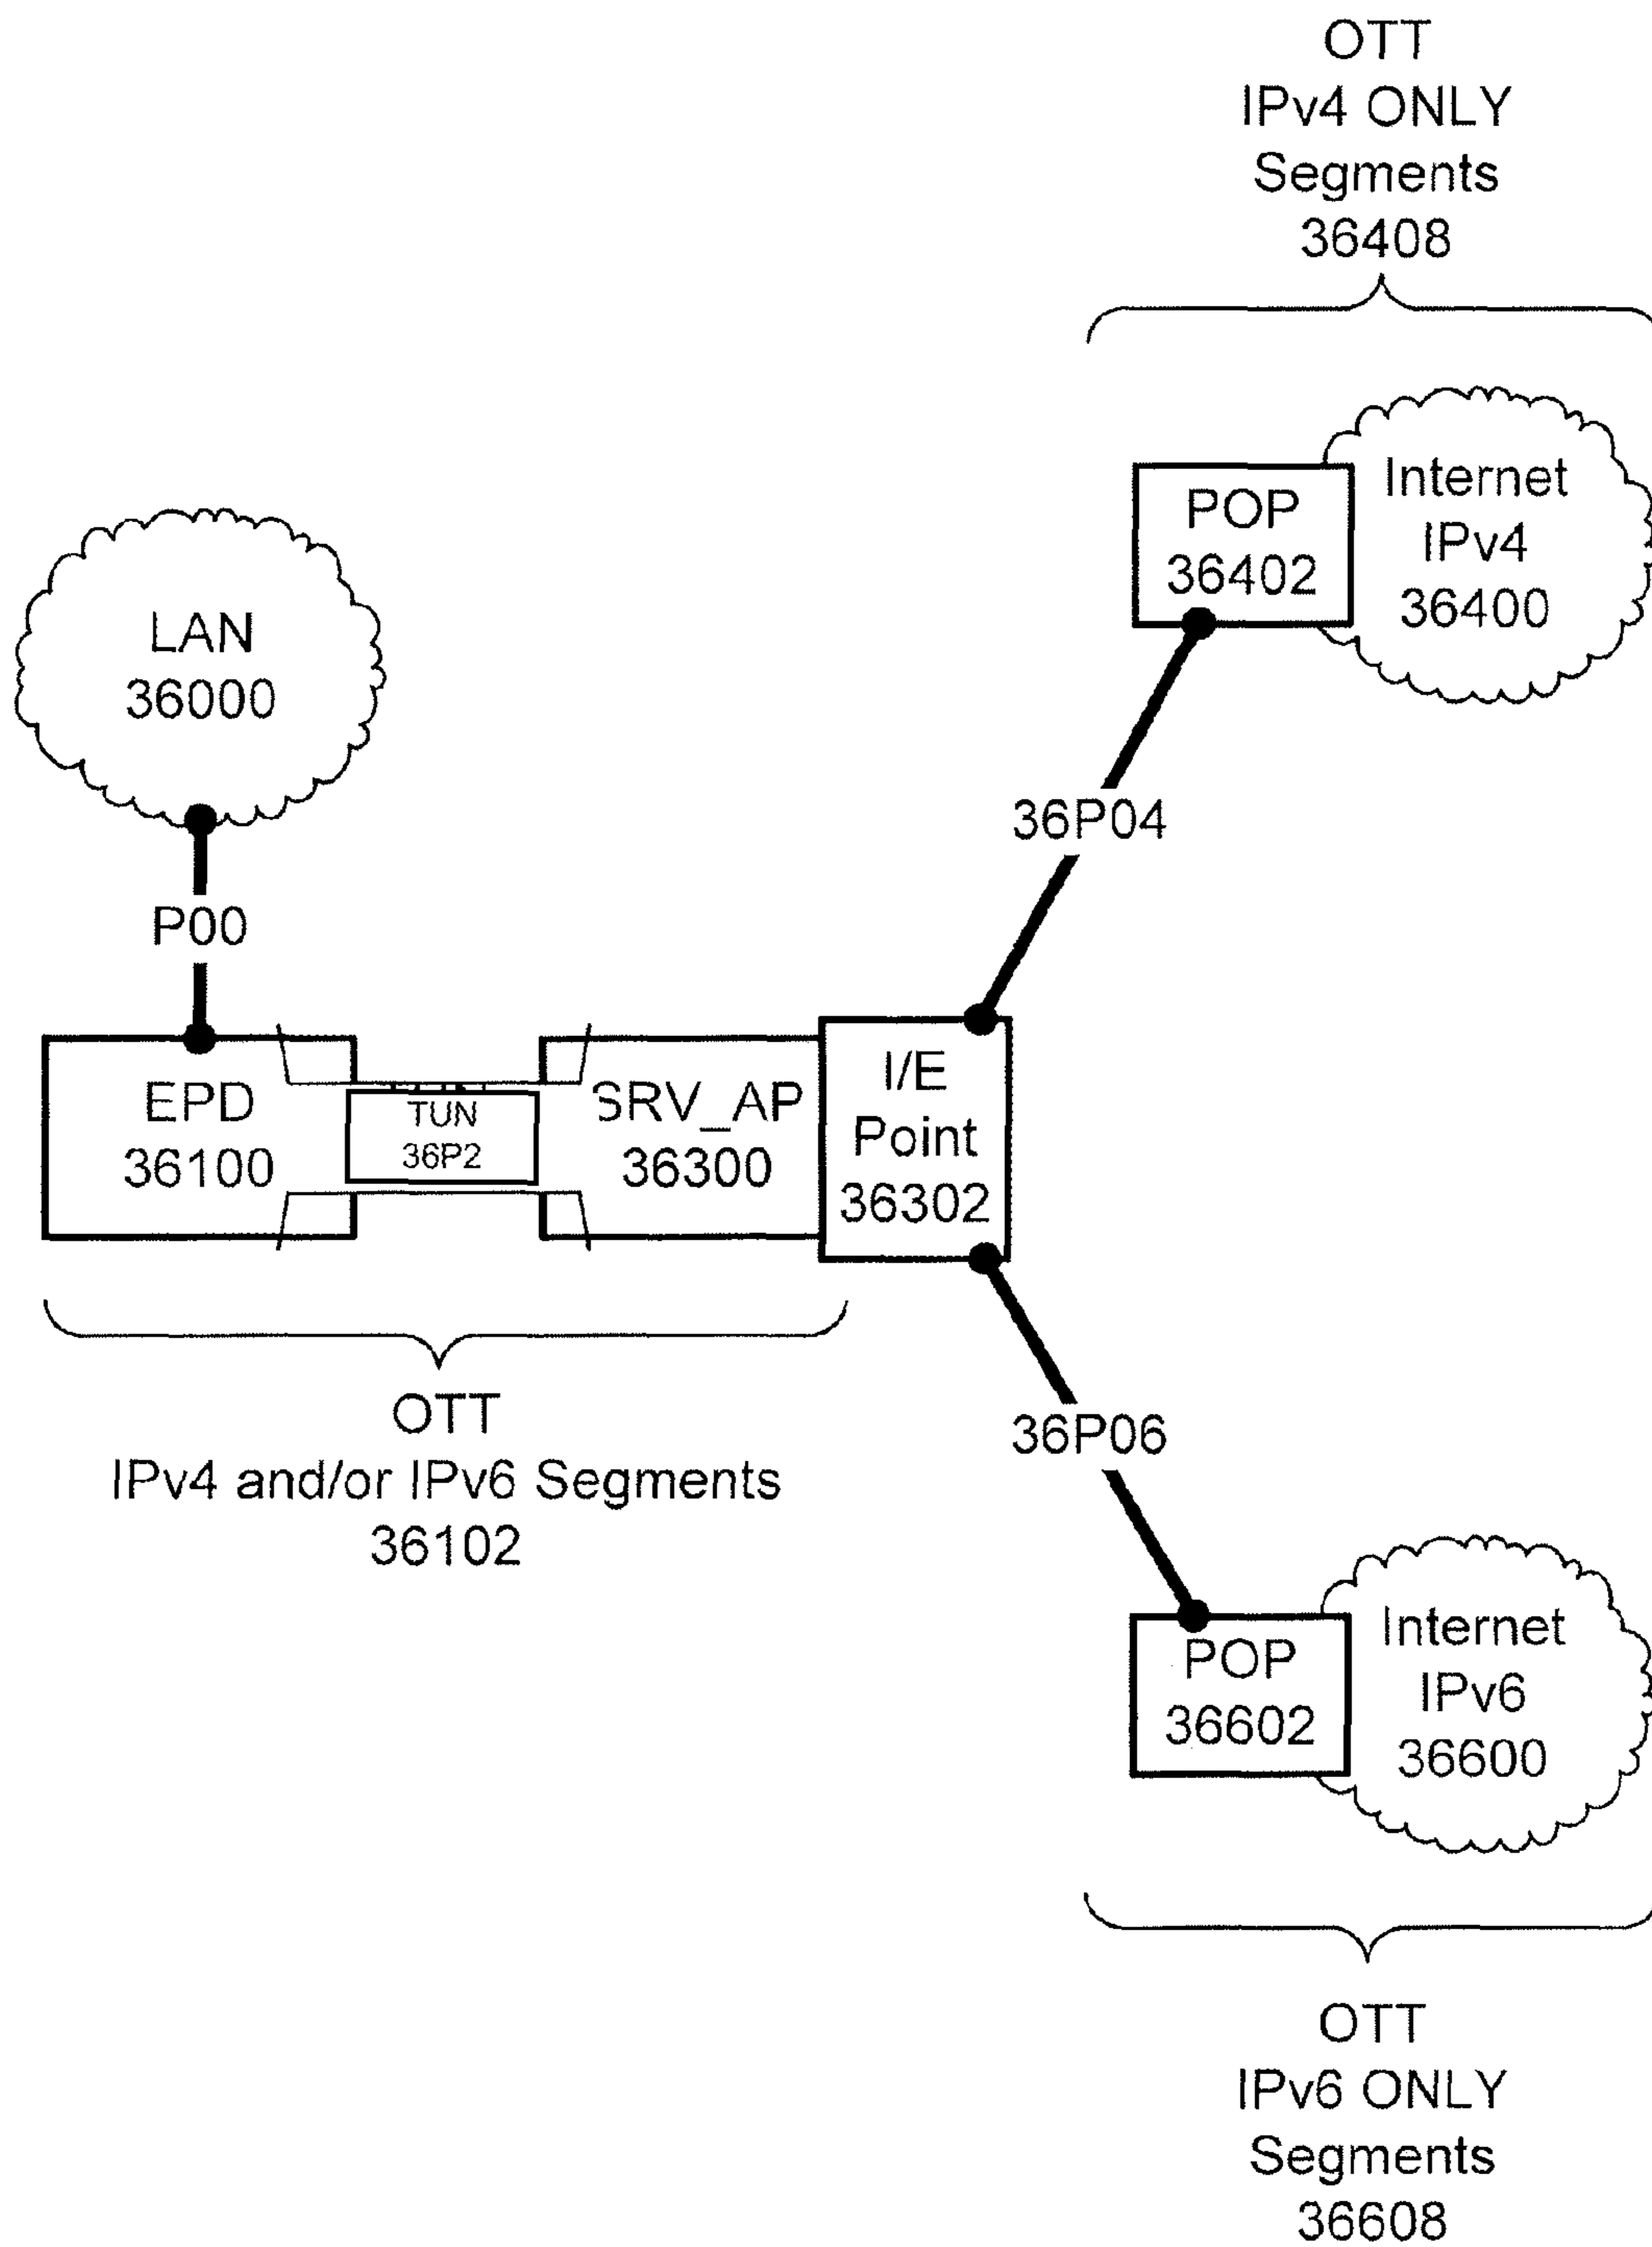 OTT
IPv4 ONLY
Segments
36408
Internet
IPv4
36400
POP
36402
LAN
36000
36P04
P00
EPD
36100
TUN
36P2
SRV_AP
36300
I/E
Point
36302
OTT
IPv4 and/or IPv6 Segments
36102
36P06
POP
36602
Internet
IPv6
36600
OTT
IPv6 ONLY
Segments
36608